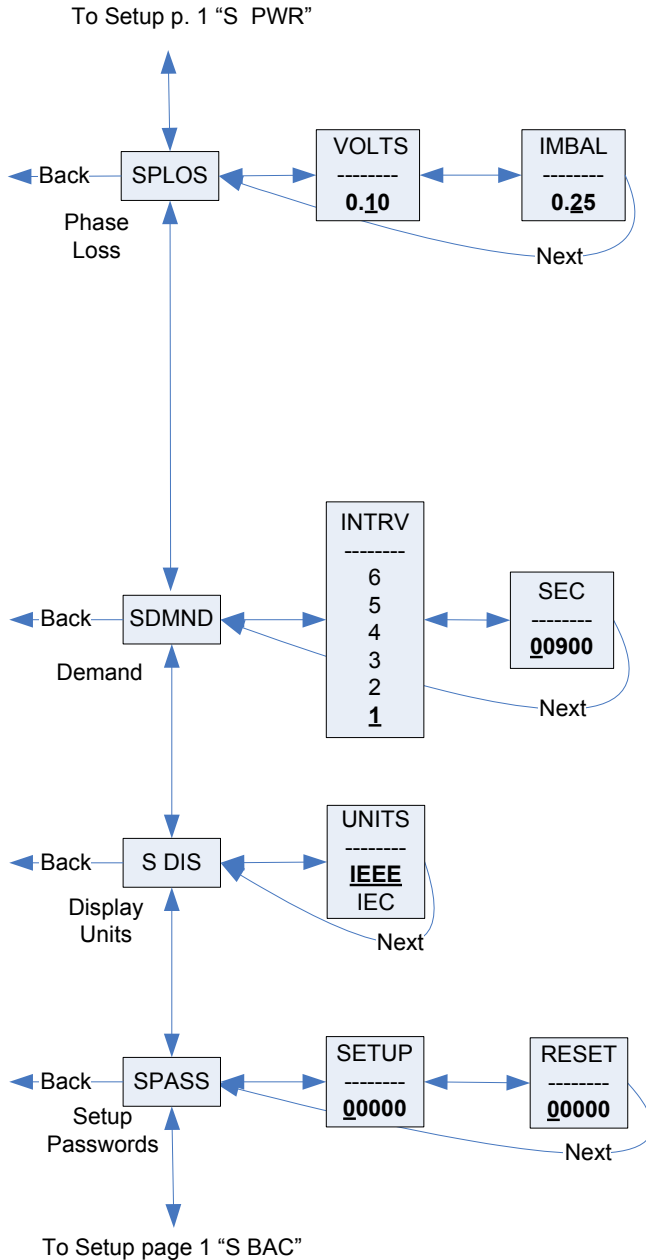 To Setup p. 1 “S  PWR”
Back
SPLOS
Phase
Loss
VOLTS
--------
0.10
IMBAL
--------
0.25
Next
Back
SDMND
Demand
INTRV
--------
6
5
4
3
2
1
SEC
--------
00900
Next
Back
S DIS
Display
Units
UNITS
--------
IEEE
IEC
Next
Back
SPASS
Setup
Passwords
SETUP
--------
00000
RESET
--------
00000
Next
To Setup page 1 “S BAC”